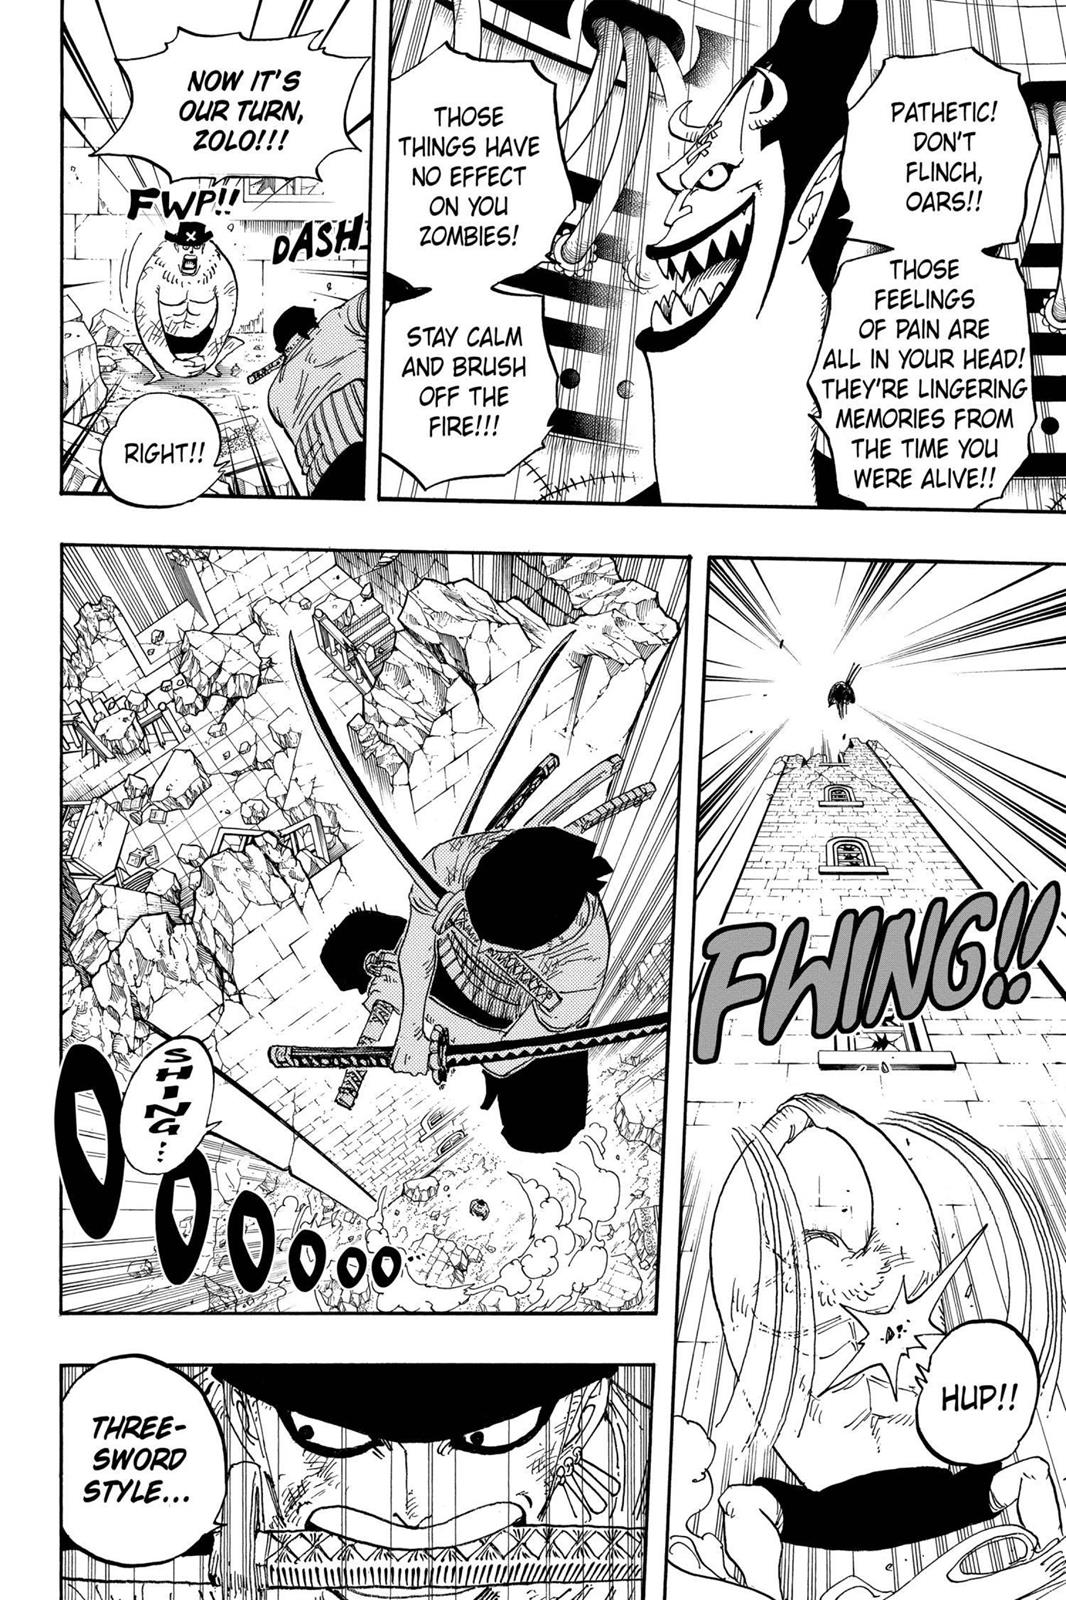 PATHETIC!
DON'T
FLINCH,
OARS!!
THOSE
FEELINGS
OF PAIN ARE
ALL IN YOUR HEAD!
THEY'RE LINGERING
MEMORIES FROM
THE TIME YOU
WERE ALIVE!!
THOSE
THINGS HAVE
NO EFFECT
ON YOU
ZOMBIES!
STAY CALM
AND BRUSH
OFF THE
FIRE!!!
NOW IT'S
OUR TURN,
ZOLO!!!
FWP!!
DASH!
RIGHT!!
FWING!!
HUP!!
SHING...
OOOOOOO...
THREE-
SWORD
STYLE...